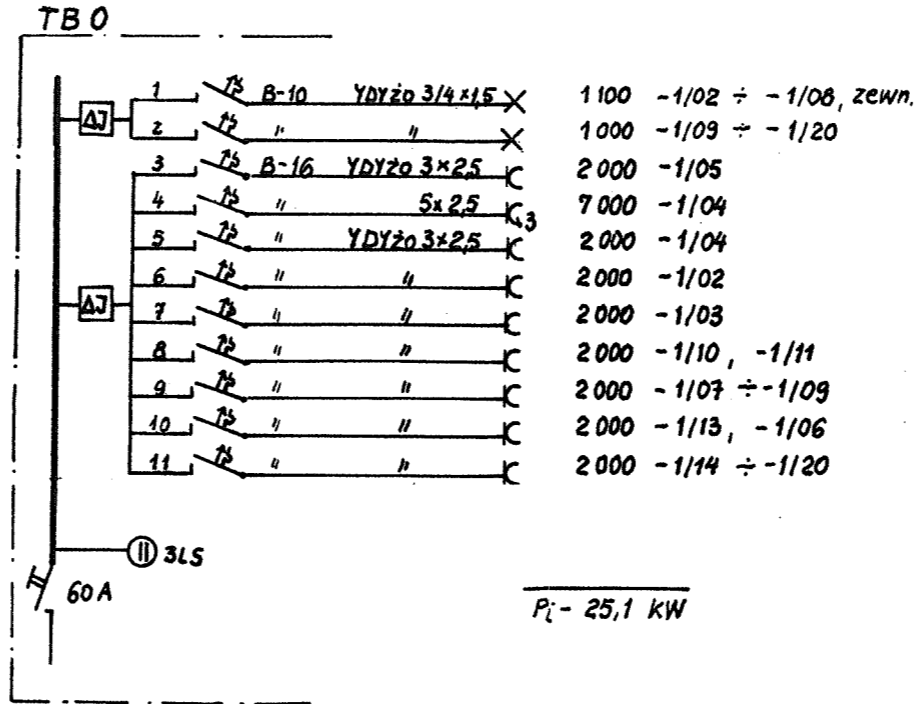 TB 0
1 B-10 YDYżo 3/4×1,5 1100 -1/02 ÷ -1/08, zewn.
ΔJ
2 " " 1000 -1/09 ÷ -1/20
3 B-16 YDYżo 3×2,5 2000 -1/05
4 " 5x2,5 3 7000 -1/04
5 " YDYżo 3×2,5 2000 -1/04
6 " " 2000 -1/02
ΔJ
7 " " 2000 -1/03
8 " " 2000 -1/10, -1/11
9 " " 2000 -1/07 ÷ -1/09
10 " " 2000 -1/13, -1/06
11 " " 2000 -1/14 ÷ -1/20
3LS
60A
Pi - 25,1 KW